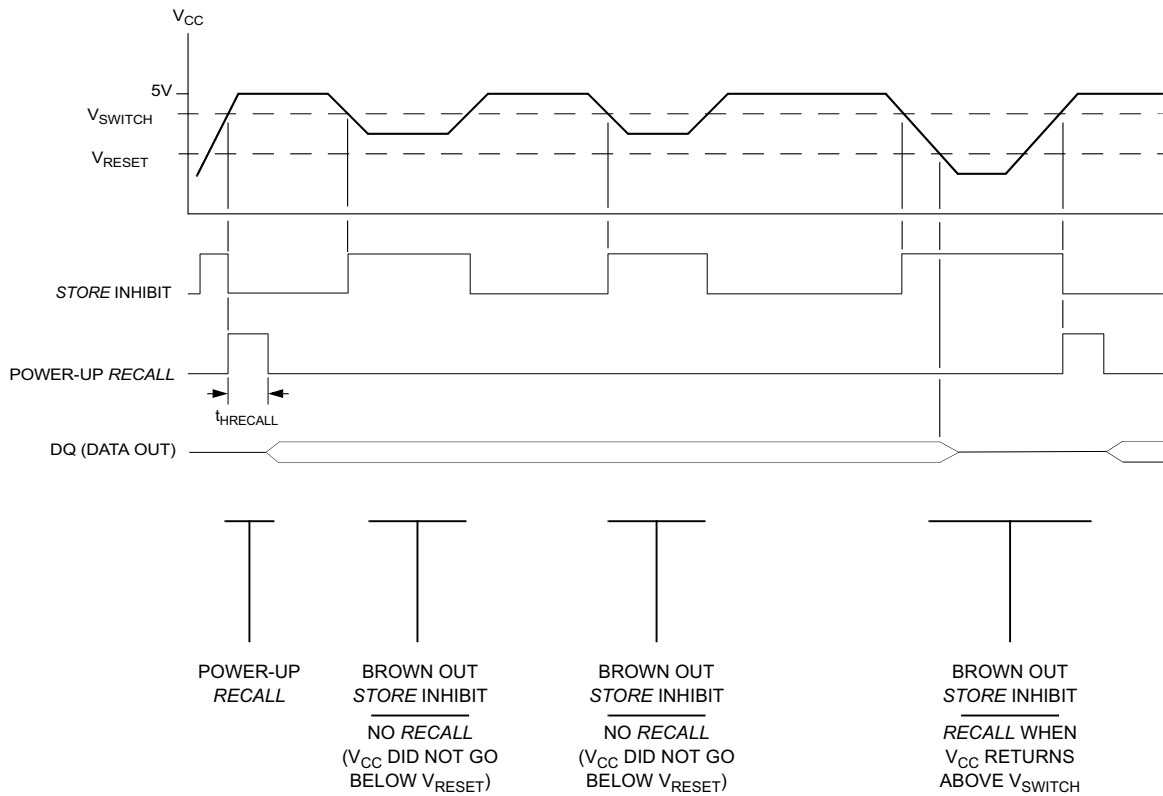 VCC
5V
VSWITCH
VRESET
STORE INHIBIT
POWER-UP RECALL
tHRECALL
DQ (DATA OUT)
POWER-UP
RECALL
BROWN OUT
STORE INHIBIT
NO RECALL
(VCC DID NOT GO
BELOW VRESET)
BROWN OUT
STORE INHIBIT
NO RECALL
(VCC DID NOT GO
BELOW VRESET)
BROWN OUT
STORE INHIBIT
RECALL WHEN
VCC RETURNS
ABOVE VSWITCH